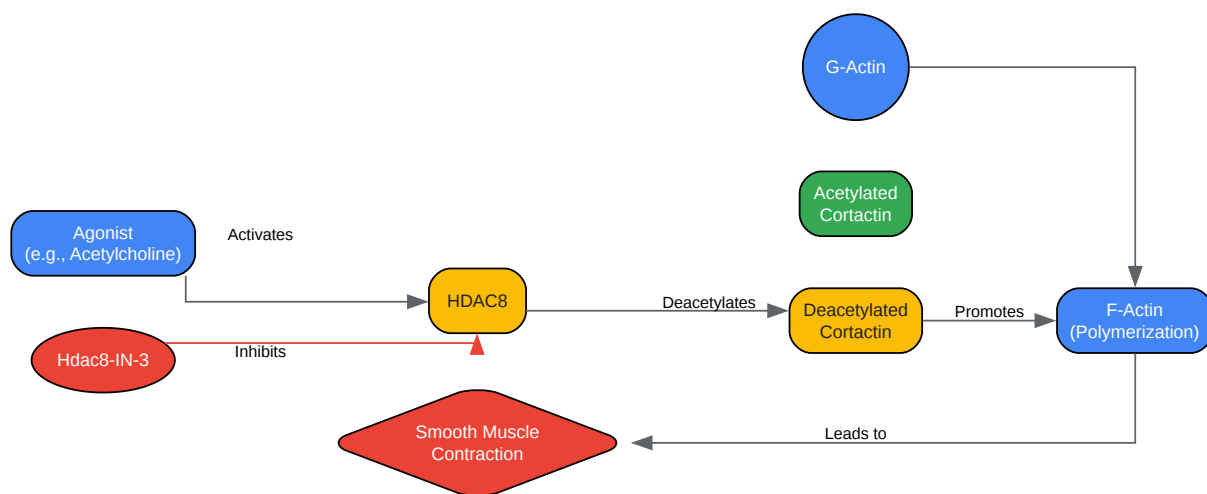 G-Actin
Acetylated
Cortactin
Agonist
(e.g., Acetylcholine)
Activates
HDAC8
Deacetylates
Deacetylated
Cortactin
Promotes
F-Actin
(Polymerization)
Hdac8-IN-3
Inhibits
Smooth Muscle
Contraction
Leads to